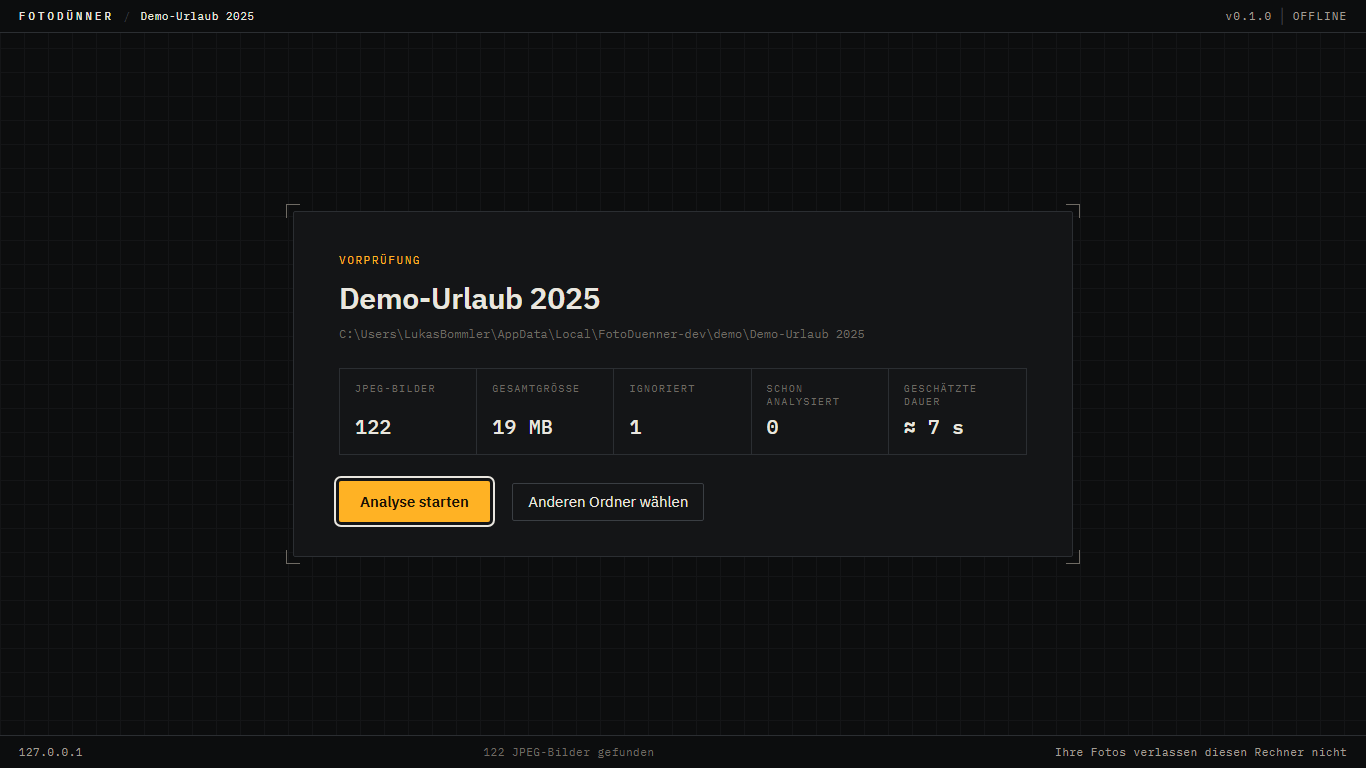 FOTODÜNNER / Demo-Urlaub 2025
v0.1.0 | OFFLINE
VORPRÜFUNG
Demo-Urlaub 2025
C:\Users\LukasBommler\AppData\Local\FotoDuenner-dev\demo\Demo-Urlaub 2025
JPEG-BILDER
122
GESAMTGRÖSSE
19 MB
IGNORIERT
1
SCHON
ANALYSIERT
0
GESCHÄTZTE
DAUER
≈ 7 s
Analyse starten
Anderen Ordner wählen
127.0.0.1
122 JPEG-Bilder gefunden
Ihre Fotos verlassen diesen Rechner nicht